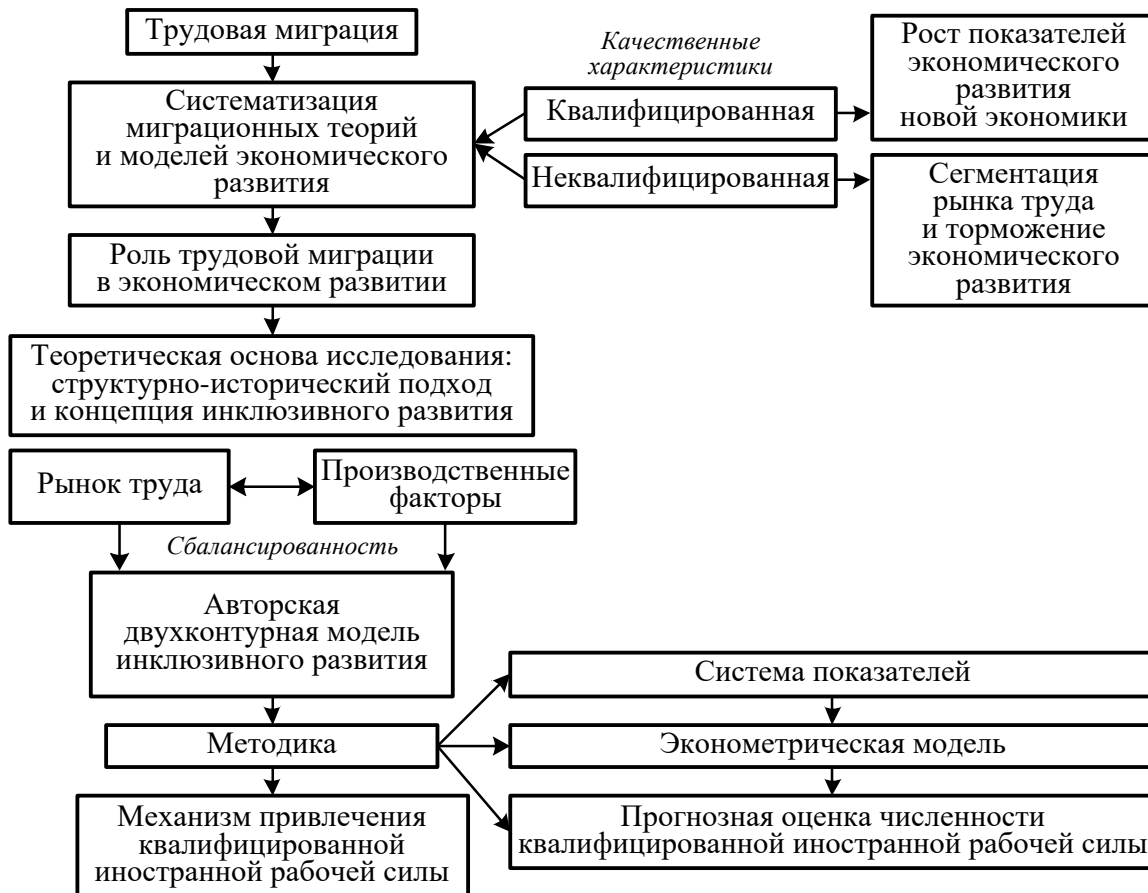 Трудовая миграция
Систематизация
миграционных теорий
и моделей экономического
развития
Качественные
характеристики
Квалифицированная
Неквалифицированная
Рост показателей
экономического
развития
новой экономики
Сегментация
рынка труда
и торможение
экономического
развития
Роль трудовой миграции
в экономическом развитии
Теоретическая основа исследования:
структурно-исторический подход
и концепция инклюзивного развития
Рынок труда
Производственные
факторы
Сбалансированность
Авторская
двухконтурная модель
инклюзивного развития
Методика
Механизм привлечения
квалифицированной
иностранной рабочей силы
Система показателей
Эконометрическая модель
Прогнозная оценка численности
квалифицированной иностранной рабочей силы